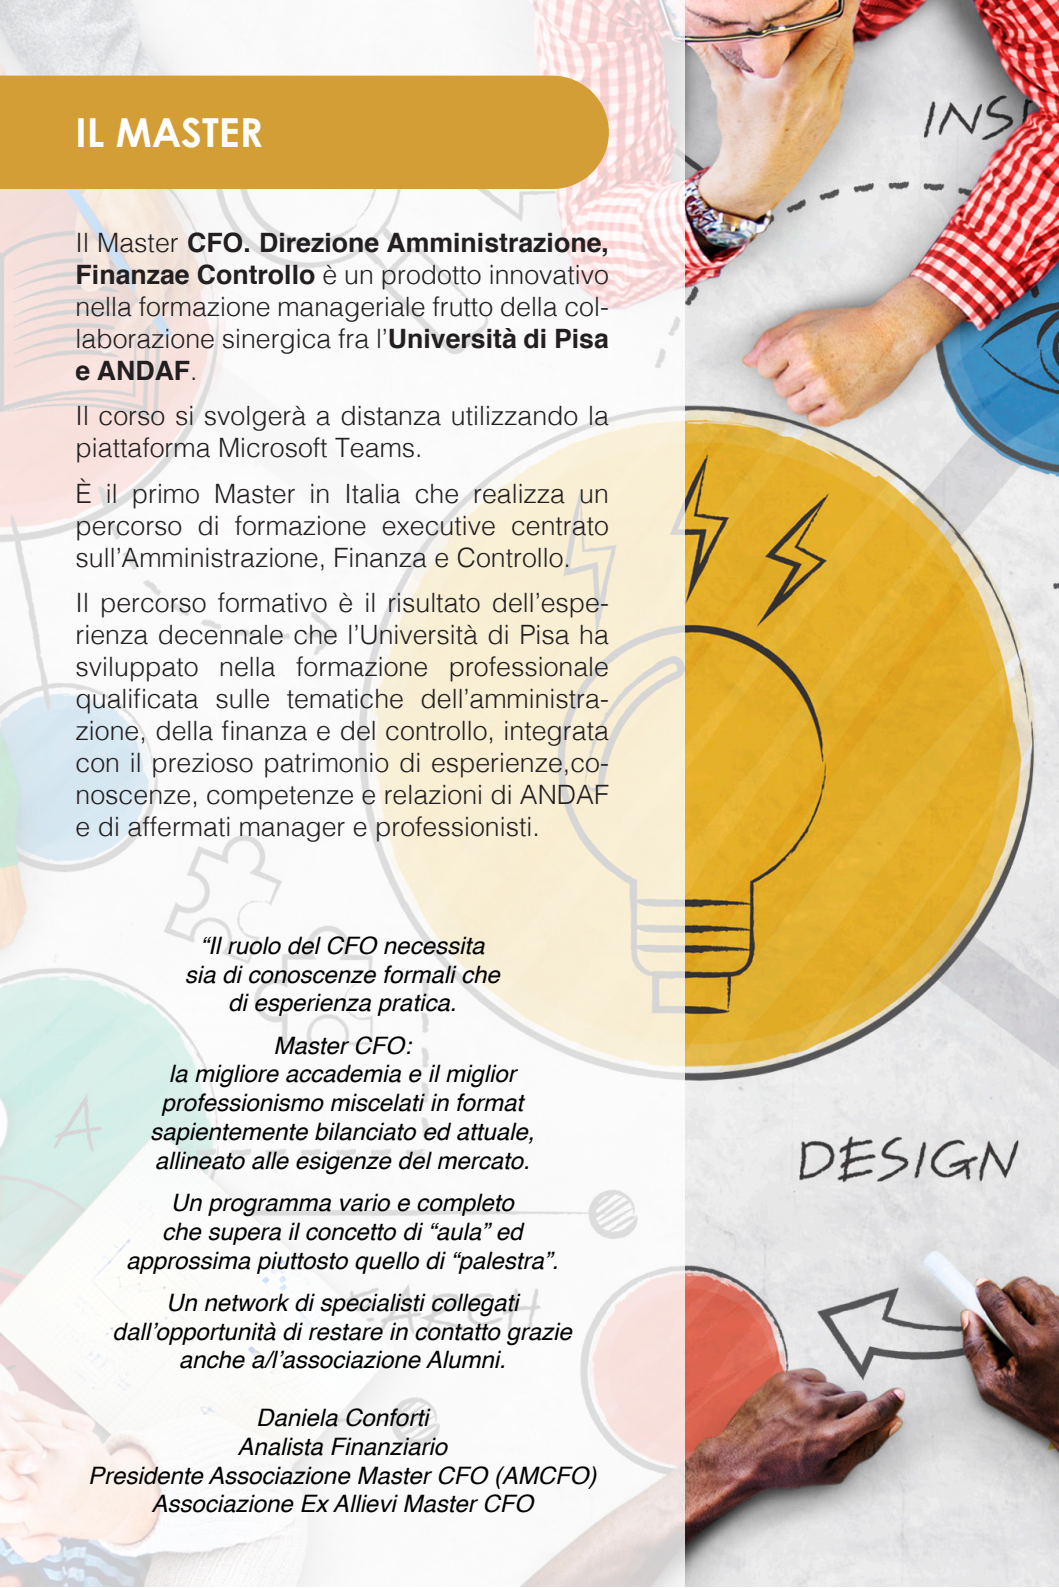 IL MASTER
Il Master CFO. Direzione Amministrazione,
Finanzae Controllo è un prodotto innovativo
nella formazione manageriale frutto della col-
laborazione sinergica fra l’Università di Pisa
e ANDAF.
Il corso si svolgerà a distanza utilizzando la
piattaforma Microsoft Teams.
È il primo Master in Italia che realizza un
percorso di formazione executive centrato
sull’Amministrazione, Finanza e Controllo.
Il percorso formativo è il risultato dell’espe-
rienza decennale che l’Università di Pisa ha
sviluppato nella formazione professionale
qualificata sulle tematiche dell’amministra-
zione, della finanza e del controllo, integrata
con il prezioso patrimonio di esperienze,co-
noscenze, competenze e relazioni di ANDAF
e di affermati manager e professionisti.
“Il ruolo del CFO necessita
sia di conoscenze formali che
di esperienza pratica.
Master CFO:
la migliore accademia e il miglior
professionismo miscelati in format
sapientemente bilanciato ed attuale,
allineato alle esigenze del mercato.
Un programma vario e completo
che supera il concetto di “aula” ed
approssima piuttosto quello di “palestra”.
Un network di specialisti collegati
dall’opportunità di restare in contatto grazie
anche a/l’associazione Alumni.
Daniela Conforti
Analista Finanziario
Presidente Associazione Master CFO (AMCFO)
Associazione Ex Allievi Master CFO
INS
DESIGN